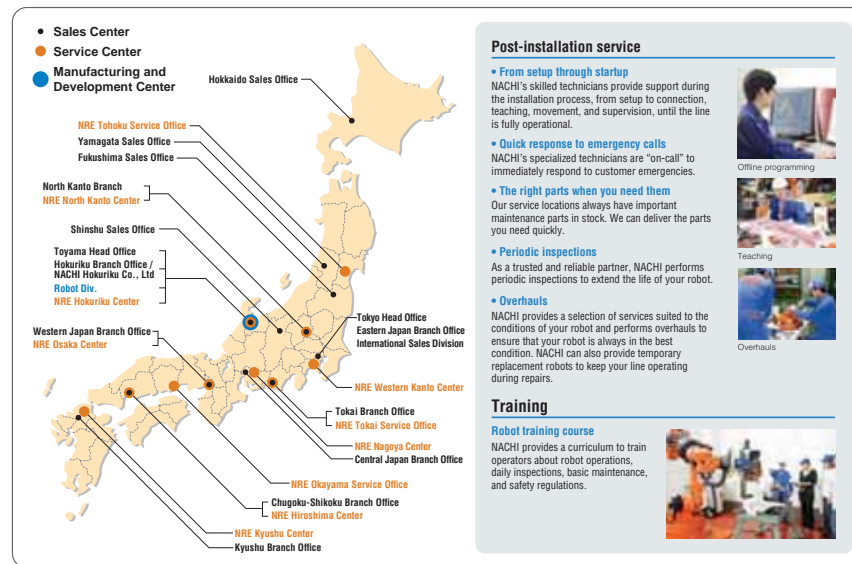 Sales Center
Service Center
Manufacturing and
Development Center
Hokkaido Sales Office
NRE Tohoku Service Office
Yamagata Sales Office
Fukushima Sales Office
North Kanto Branch
NRE North Kanto Center
Shinshu Sales Office
Toyama Head Office
Hokuriku Branch Office /
NACHI Hokuriku Co., Ltd
Robot Div.
NRE Hokuriku Center
Western Japan Branch Office
NRE Osaka Center
Tokyo Head Office
Eastern Japan Branch Office
International Sales Division
NRE Western Kanto Center
Tokai Branch Office
NRE Tokai Service Office
NRE Nagoya Center
Central Japan Branch Office
NRE Okayama Service Office
Chugoku-Shikoku Branch Office
NRE Hiroshima Center
NRE Kyushu Center
Kyushu Branch Office
Post-installation service
• From setup through startup
NACHI's skilled technicians provide support during
the installation process, from setup to connection,
teaching, movement, and supervision, until the line
is fully operational.
• Quick response to emergency calls
NACHI's specialized technicians are “on-call” to
immediately respond to customer emergencies.
• The right parts when you need them
Our service locations always have important
maintenance parts in stock. We can deliver the parts
you need quickly.
• Periodic inspections
As a trusted and reliable partner, NACHI performs
periodic inspections to extend the life of your robot.
• Overhauls
NACHI provides a selection of services suited to the
conditions of your robot and performs overhauls to
ensure that your robot is always in the best
condition. NACHI can also provide temporary
replacement robots to keep your line operating
during repairs.
Offline programming
Teaching
Overhauls
Training
Robot training course
NACHI provides a curriculum to train
operators about robot operations,
daily inspections, basic maintenance,
and safety regulations.